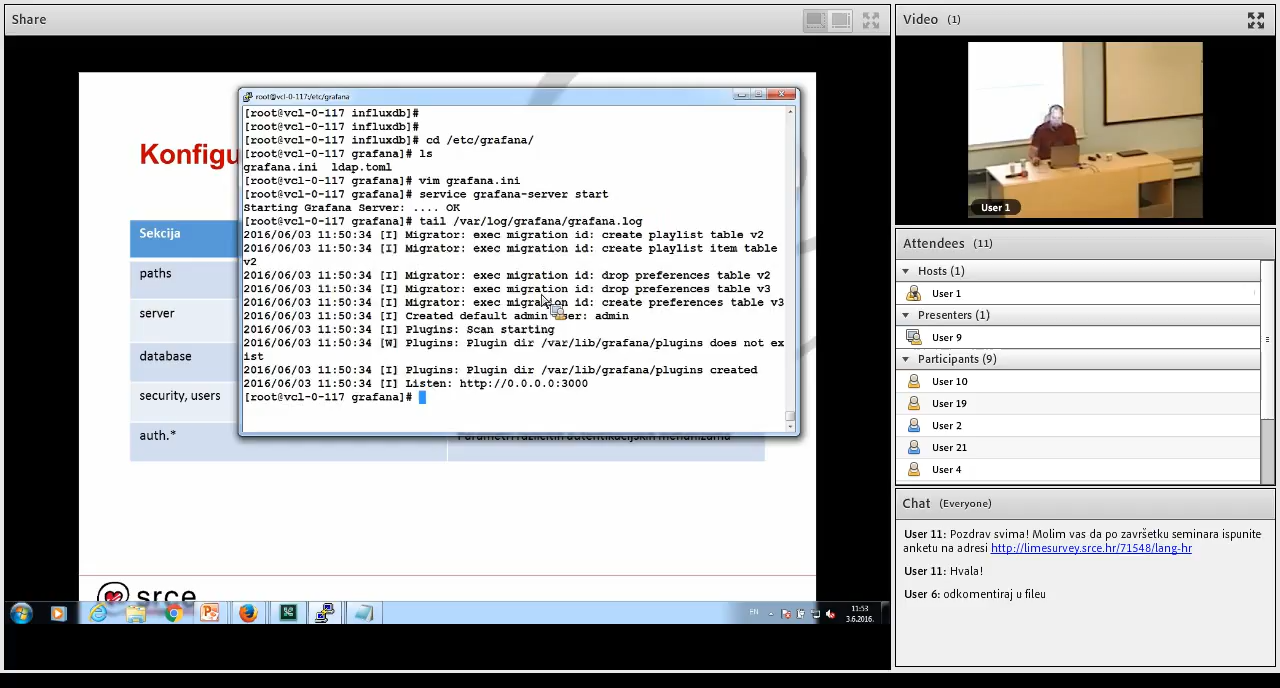 Share
Konfigu
root@vcl-0-117:/etc/grafana
[root@vcl-0-117 influxdb]#
[root@vcl-0-117 influxdb]#
[root@vcl-0-117 influxdb]# cd /etc/grafana/
[root@vcl-0-117 grafana]# ls
grafana.ini  ldap.toml
[root@vcl-0-117 grafana]# vim grafana.ini
[root@vcl-0-117 grafana]# service grafana-server start
Starting Grafana Server: .... OK
[root@vcl-0-117 grafana]# tail /var/log/grafana/grafana.log
2016/06/03 11:50:34 [I] Migrator: exec migration id: create playlist table v2
2016/06/03 11:50:34 [I] Migrator: exec migration id: create playlist item table
v2
2016/06/03 11:50:34 [I] Migrator: exec migration id: drop preferences table v2
2016/06/03 11:50:34 [I] Migrator: exec migration id: drop preferences table v3
2016/06/03 11:50:34 [I] Migrator: exec migration id: create preferences table v3
2016/06/03 11:50:34 [I] Created default admin user: admin
2016/06/03 11:50:34 [I] Plugins: Scan starting
2016/06/03 11:50:34 [W] Plugins: Plugin dir /var/lib/grafana/plugins does not ex
ist
2016/06/03 11:50:34 [I] Plugins: Plugin dir /var/lib/grafana/plugins created
2016/06/03 11:50:34 [I] Listen: http://0.0.0.0:3000
[root@vcl-0-117 grafana]#
Sekcija
paths
server
database
security, users
auth.*
Parametri različitih autentikacijskih mehanizama
srce
EN
11:53
3.6.2016.
Video (1)
User 1
Attendees (11)
Hosts (1)
User 1
Presenters (1)
User 9
Participants (9)
User 10
User 19
User 2
User 21
User 4
Chat (Everyone)
User 11: Pozdrav svima! Molim vas da po završetku seminara ispunite
anketu na adresi http://limesurvey.srce.hr/71548/lang-hr
User 11: Hvala!
User 6: odkomentiraj u fileu